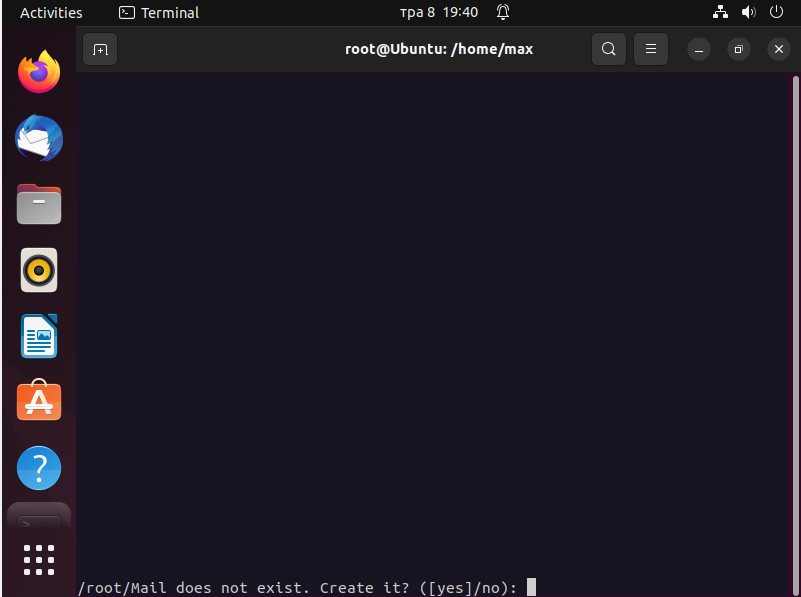 Activities
Terminal
тра 8 19:40
root@Ubuntu: /home/max
/root/Mail does not exist. Create it? ([yes]/no):